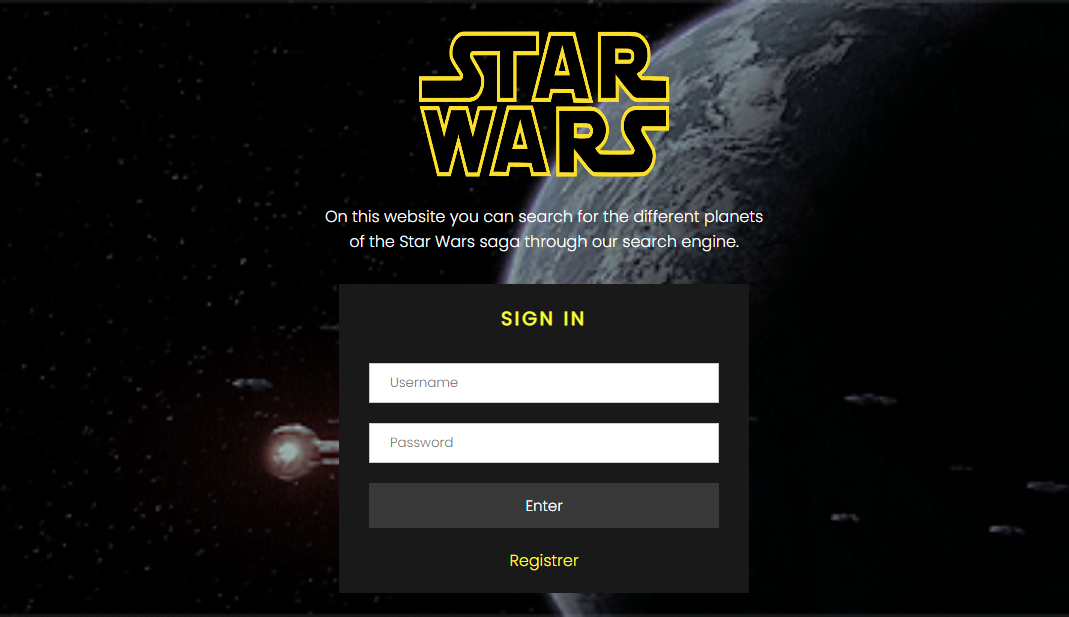 STAR
WARS
On this website you can search for the different planets
of the Star Wars saga through our search engine.
SIGN IN
Username
Password
Enter
Registrer